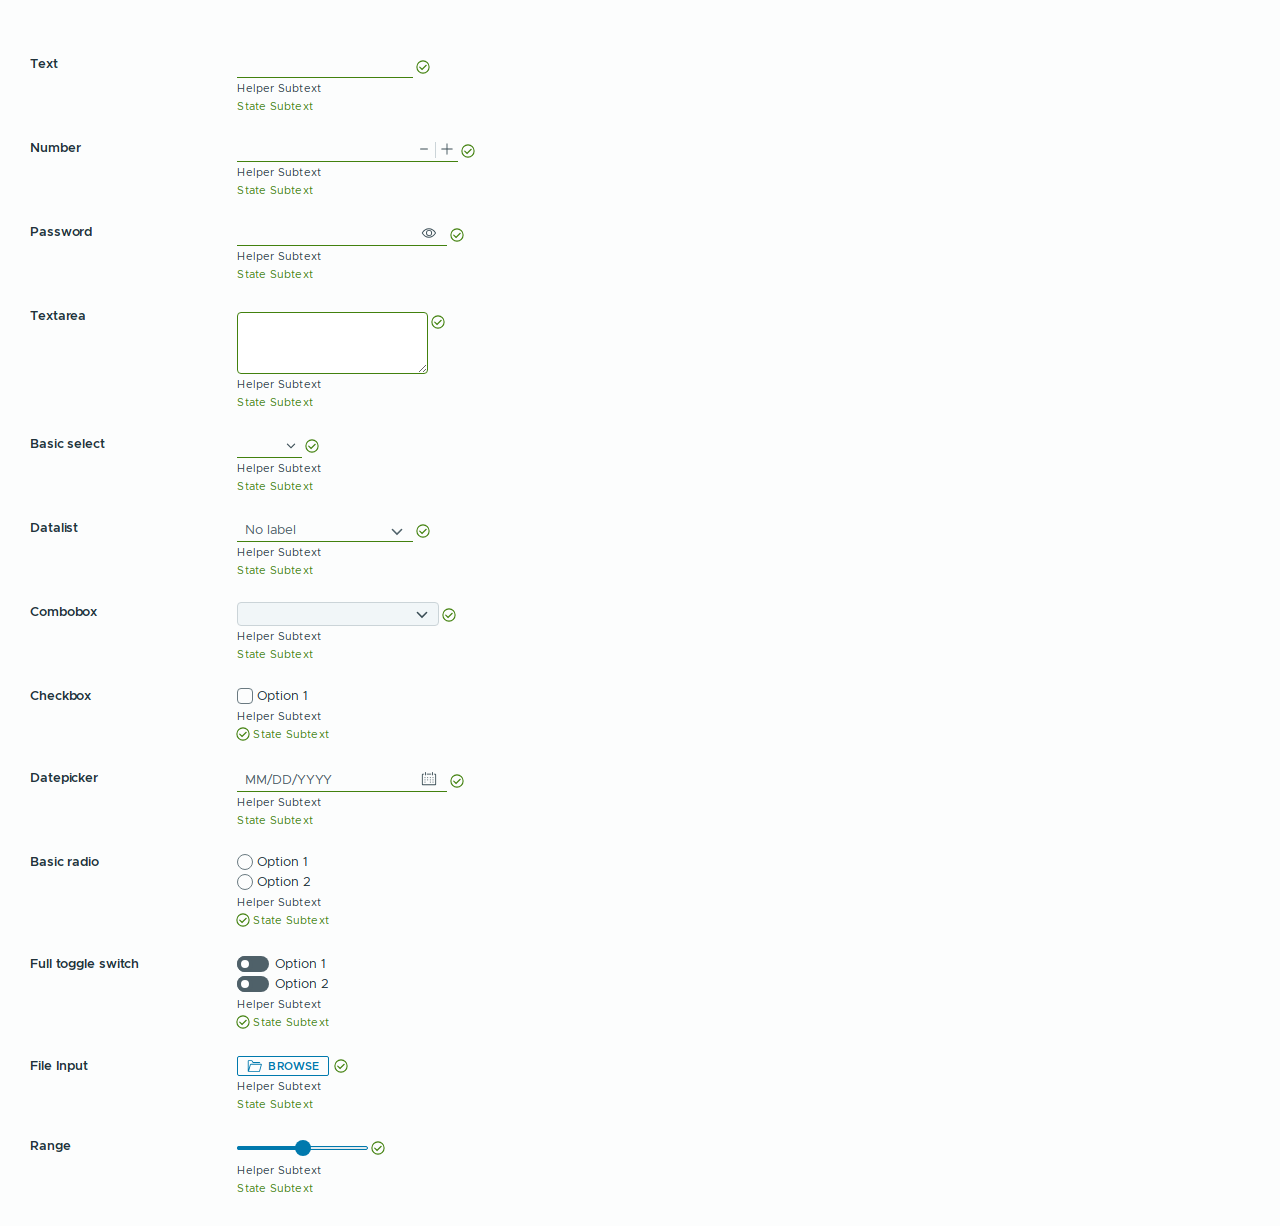 Text
Helper Subtext
State Subtext
Number
Helper Subtext
State Subtext
Password
Helper Subtext
State Subtext
Textarea
Helper Subtext
State Subtext
Basic select
Helper Subtext
State Subtext
Datalist
No label
Helper Subtext
State Subtext
Combobox
Helper Subtext
State Subtext
Checkbox
Option 1
Helper Subtext
State Subtext
Datepicker
MM/DD/YYYY
Helper Subtext
State Subtext
Basic radio
Option 1
Option 2
Helper Subtext
State Subtext
Full toggle switch
Option 1
Option 2
Helper Subtext
State Subtext
File Input
BROWSE
Helper Subtext
State Subtext
Range
Helper Subtext
State Subtext